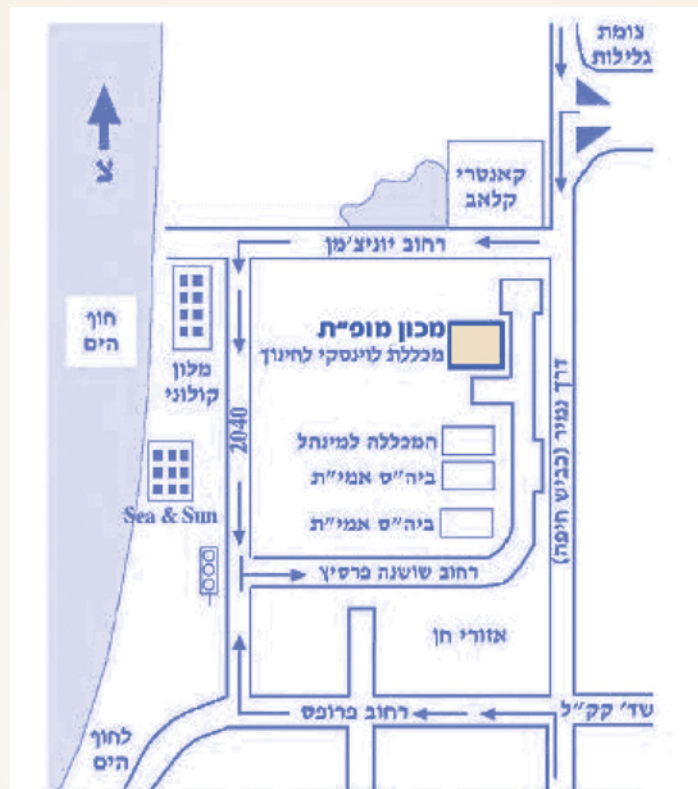 צומת
גלילות
צ
קאנטרי
קלאב
רחוב יוניצ'מן
חוף
הים
מלון
קולוני
מכון מופ״ת
מכללת לוינסקי לחינוך
דרך נמיר (כביש חיפה)
2040
המכללה למינהל
ביה״ס אמי״ת
Sea & Sun
ביה״ס אמי״ת
רחוב שושנה פרסיץ
אזורי חן
שד' קק״ל
רחוב פרופס
לחוף
הים